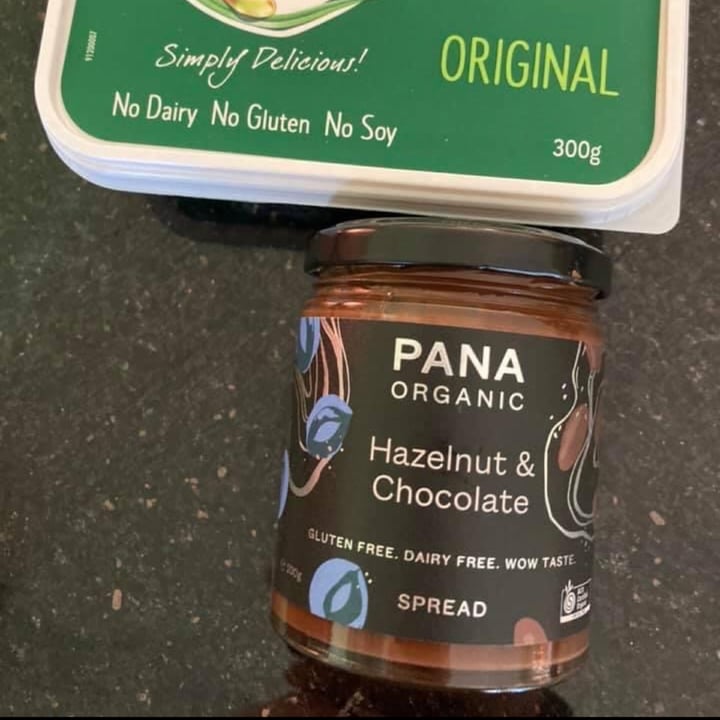 Simply Delicious!
ORIGINAL
No Dairy No Gluten No Soy
300g
PANA
ORGANIC
Hazelnut &
Chocolate
GLUTEN FREE. DAIRY FREE. WOW TASTE.
SPREAD